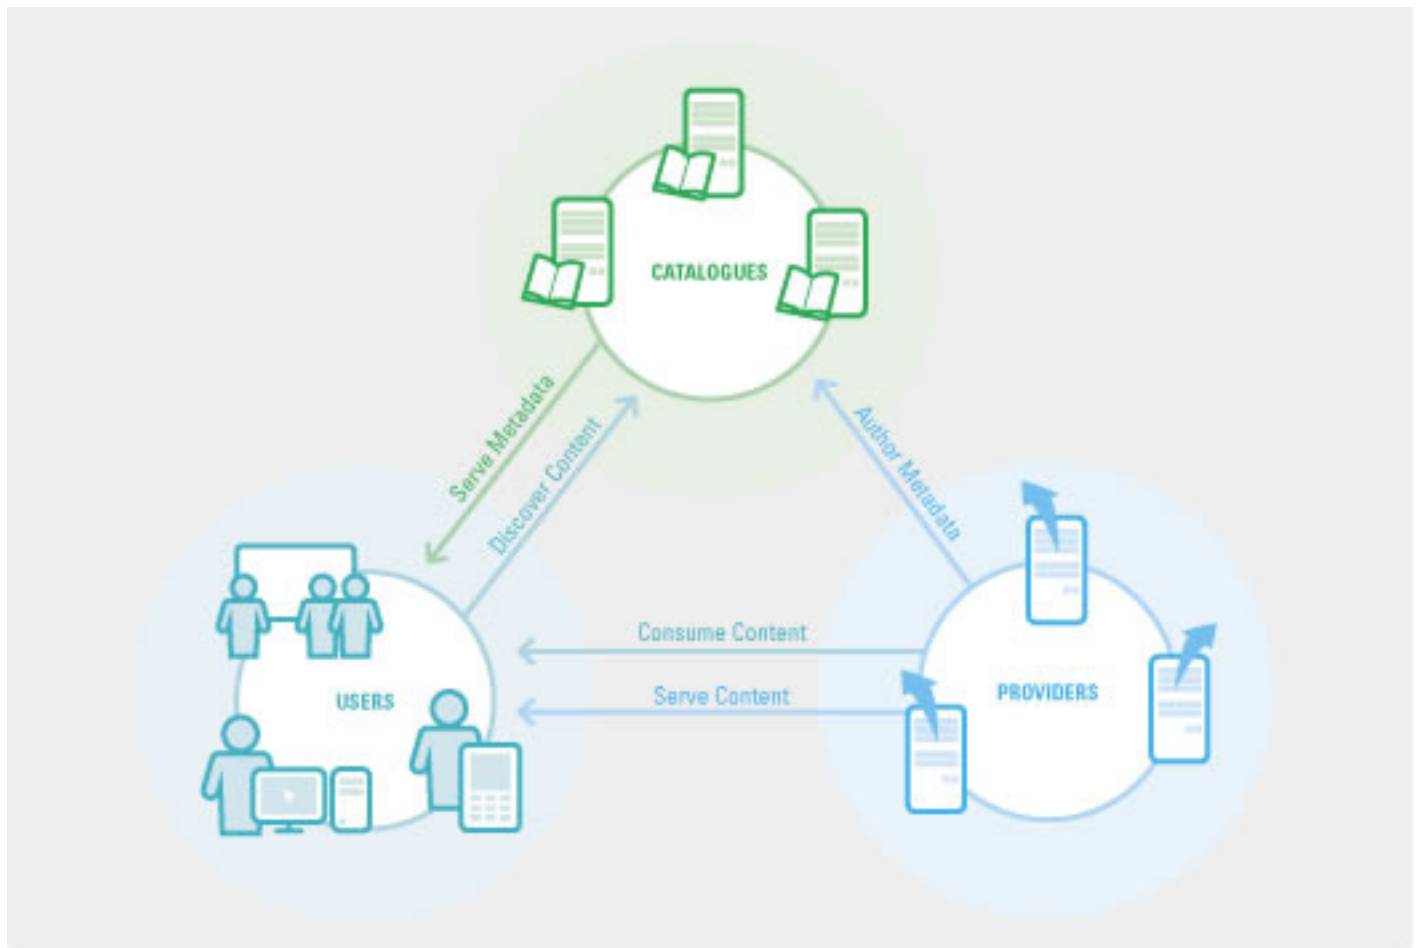 CATALOGUES
Serve Metadata
Discover Content
Author Metadata
Consume Content
Serve Content
USERS
PROVIDERS